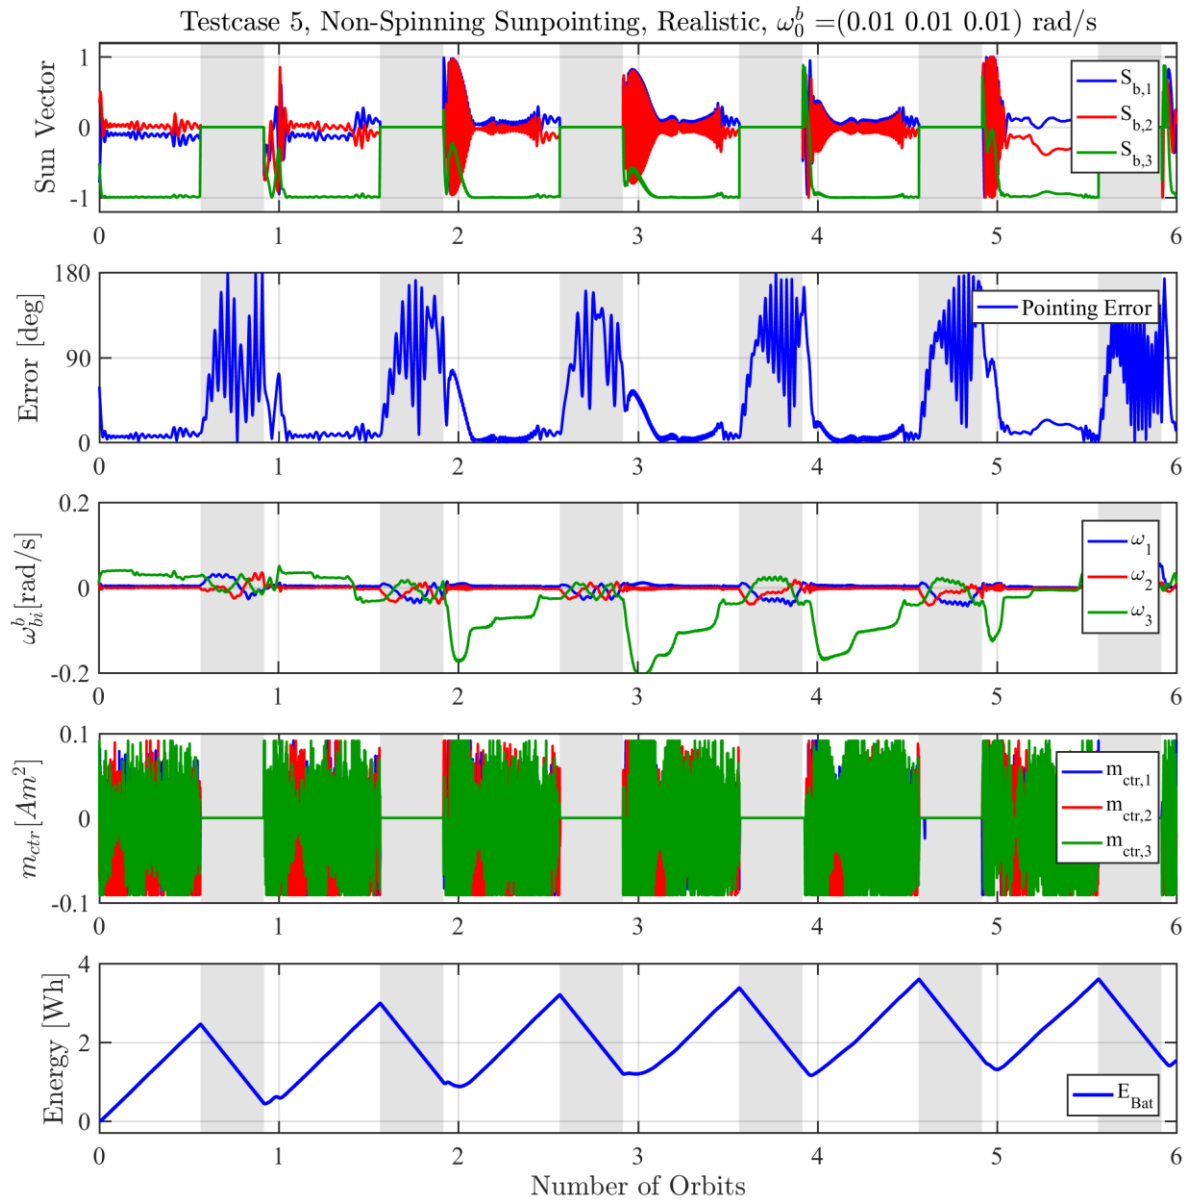 Testcase 5, Non-Spinning Sunpointing, Realistic, ω₀ᵇ =(0.01 0.01 0.01) rad/s
Sun Vector
1
0
-1
S_b,1
S_b,2
S_b,3
0 1 2 3 4 5 6
Error [deg]
180
90
0
Pointing Error
0 1 2 3 4 5 6
ω_bi^b[rad/s]
0.2
0
-0.2
ω_1
ω_2
ω_3
0 1 2 3 4 5 6
m_ctr[Am²]
0.1
0
-0.1
m_ctr,1
m_ctr,2
m_ctr,3
0 1 2 3 4 5 6
Energy [Wh]
4
2
0
E_Bat
0 1 2 3 4 5 6
Number of Orbits